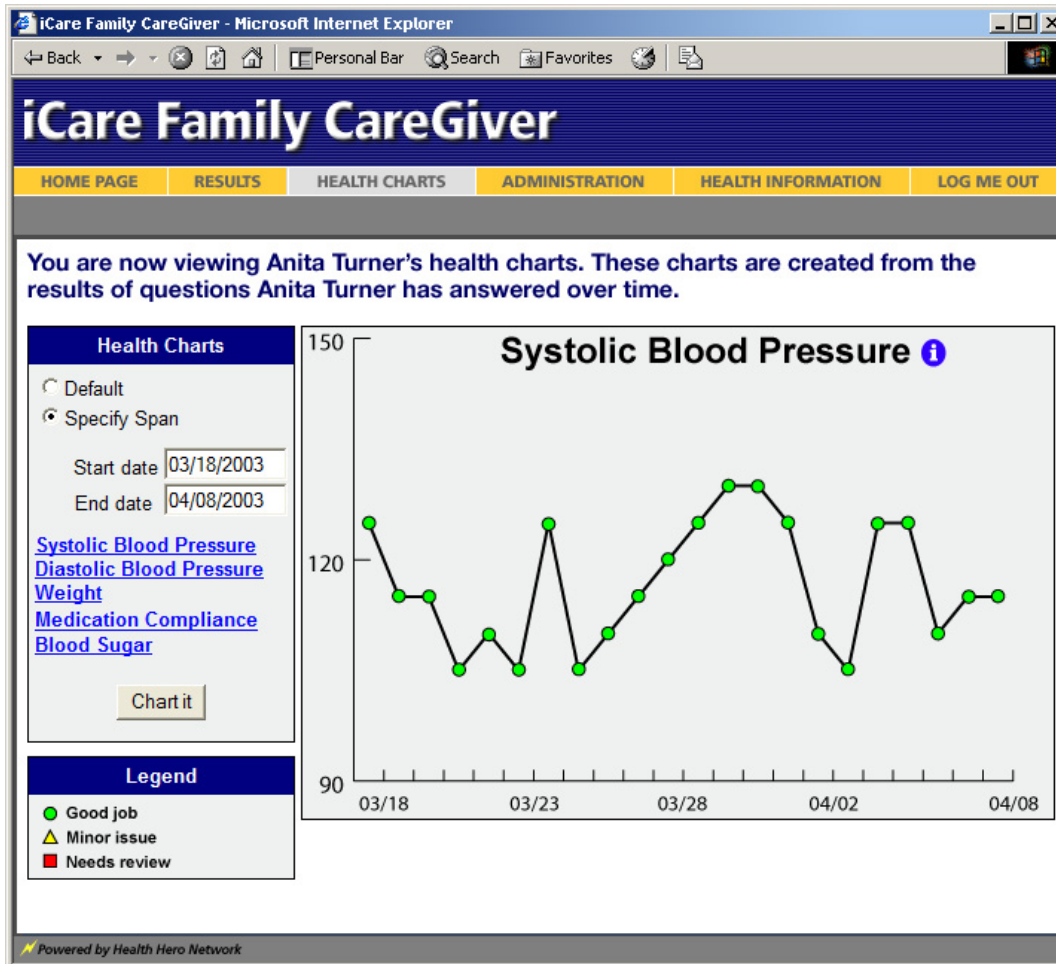 iCare Family CareGiver - Microsoft Internet Explorer
Back
Personal Bar
Search
Favorites
iCare Family CareGiver
HOME PAGE
RESULTS
HEALTH CHARTS
ADMINISTRATION
HEALTH INFORMATION
LOG ME OUT
You are now viewing Anita Turner's health charts. These charts are created from the
results of questions Anita Turner has answered over time.
Health Charts
Default
Specify Span
Start date 03/18/2003
End date 04/08/2003
Systolic Blood Pressure
Diastolic Blood Pressure
Weight
Medication Compliance
Blood Sugar
Chart it
Legend
Good job
Minor issue
Needs review
Systolic Blood Pressure i
150
120
90
03/18
03/23
03/28
04/02
04/08
Powered by Health Hero Network